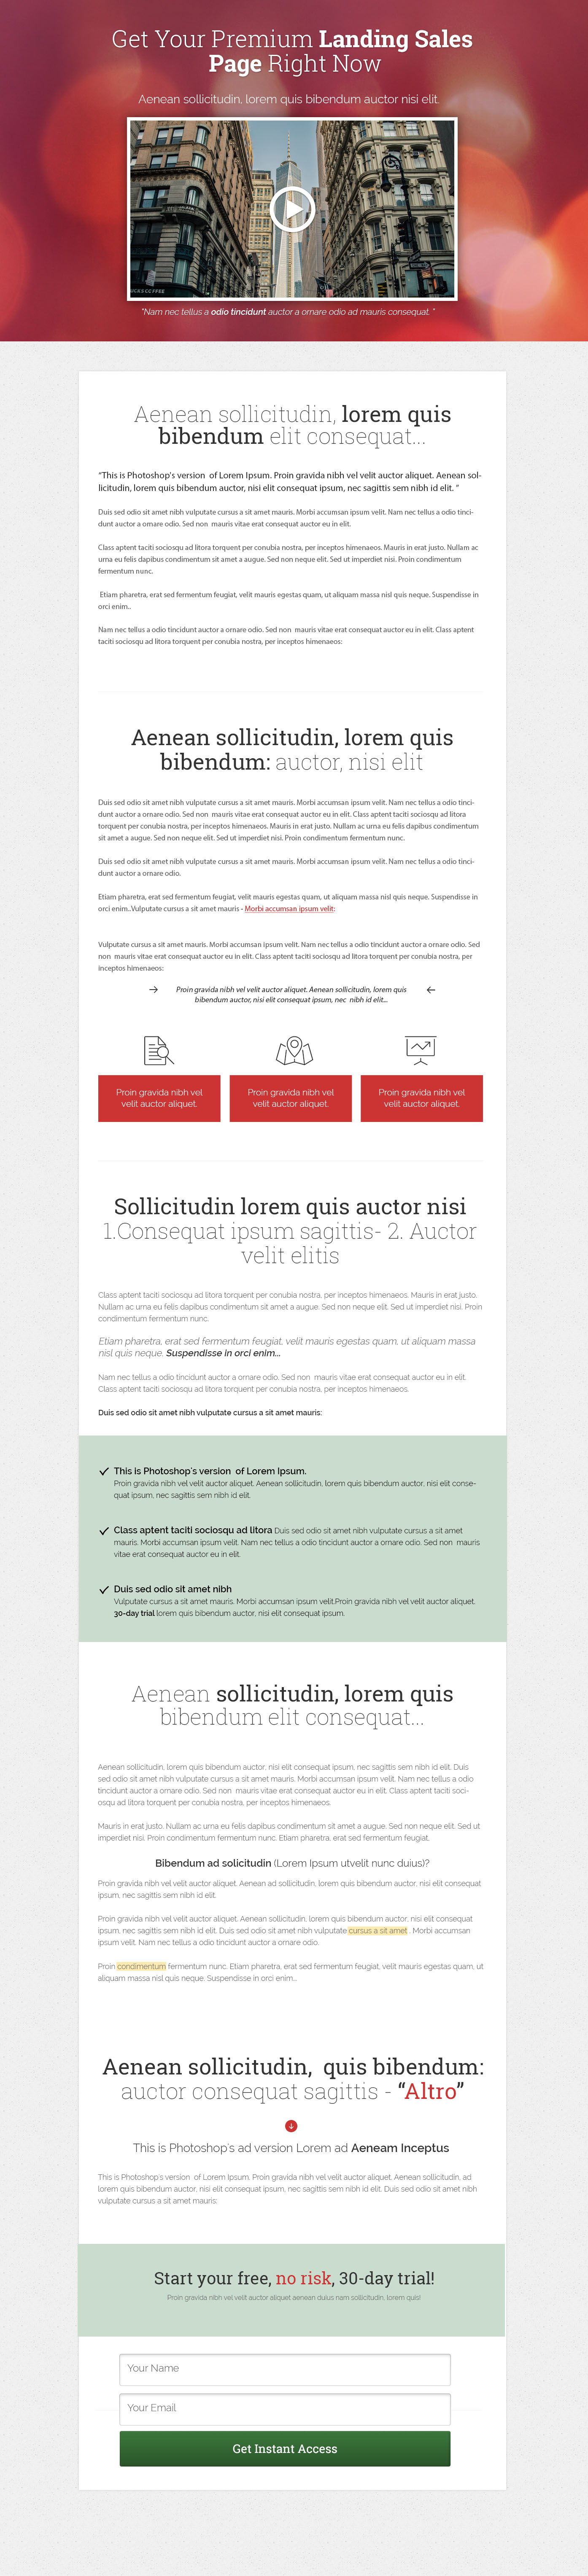 Get Your Premium Landing Sales
Page Right Now
Aenean sollicitudin, lorem quis bibendum auctor nisi elit.
"Nam nec tellus a odio tincidunt auctor a ornare odio ad mauris consequat. "
Aenean sollicitudin, lorem quis
bibendum elit consequat...
"This is Photoshop's version of Lorem Ipsum. Proin gravida nibh vel velit auctor aliquet. Aenean sol-
licitudin, lorem quis bibendum auctor, nisi elit consequat ipsum, nec sagittis sem nibh id elit. "
Duis sed odio sit amet nibh vulputate cursus a sit amet mauris. Morbi accumsan ipsum velit. Nam nec tellus a odio tinci-
dunt auctor a ornare odio. Sed non mauris vitae erat consequat auctor eu in elit.
Class aptent taciti sociosqu ad litora torquent per conubia nostra, per inceptos himenaeos. Mauris in erat justo. Nullam ac
urna eu felis dapibus condimentum sit amet a augue. Sed non neque elit. Sed ut imperdiet nisi. Proin condimentum
fermentum nunc.
Etiam pharetra, erat sed fermentum feugiat, velit mauris egestas quam, ut aliquam massa nisl quis neque. Suspendisse in
orci enim..
Nam nec tellus a odio tincidunt auctor a ornare odio. Sed non mauris vitae erat consequat auctor eu in elit. Class aptent
taciti sociosqu ad litora torquent per conubia nostra, per inceptos himenaeos:
Aenean sollicitudin, lorem quis
bibendum: auctor, nisi elit
Duis sed odio sit amet nibh vulputate cursus a sit amet mauris. Morbi accumsan ipsum velit. Nam nec tellus a odio tinci-
dunt auctor a ornare odio. Sed non mauris vitae erat consequat auctor eu in elit. Class aptent taciti sociosqu ad litora
torquent per conubia nostra, per inceptos himenaeos. Mauris in erat justo. Nullam ac urna eu felis dapibus condimentum
sit amet a augue. Sed non neque elit. Sed ut imperdiet nisi. Proin condimentum fermentum nunc.
Duis sed odio sit amet nibh vulputate cursus a sit amet mauris. Morbi accumsan ipsum velit. Nam nec tellus a odio tinci-
dunt auctor a ornare odio.
Etiam pharetra, erat sed fermentum feugiat, velit mauris egestas quam, ut aliquam massa nisl quis neque. Suspendisse in
orci enim..Vulputate cursus a sit amet mauris - Morbi accumsan ipsum velit:
Vulputate cursus a sit amet mauris. Morbi accumsan ipsum velit. Nam nec tellus a odio tincidunt auctor a ornare odio. Sed
non mauris vitae erat consequat auctor eu in elit. Class aptent taciti sociosqu ad litora torquent per conubia nostra, per
inceptos himenaeos:
Proin gravida nibh vel velit auctor aliquet. Aenean sollicitudin, lorem quis
bibendum auctor, nisi elit consequat ipsum, nec nibh id elit...
Proin gravida nibh vel
velit auctor aliquet.
Proin gravida nibh vel
velit auctor aliquet.
Proin gravida nibh vel
velit auctor aliquet.
Sollicitudin lorem quis auctor nisi
1.Consequat ipsum sagittis- 2. Auctor
velit elitis
Class aptent taciti sociosqu ad litora torquent per conubia nostra, per inceptos himenaeos. Mauris in erat justo.
Nullam ac urna eu felis dapibus condimentum sit amet a augue. Sed non neque elit. Sed ut imperdiet nisi. Proin
condimentum fermentum nunc.
Etiam pharetra, erat sed fermentum feugiat, velit mauris egestas quam, ut aliquam massa
nisl quis neque. Suspendisse in orci enim...
Nam nec tellus a odio tincidunt auctor a ornare odio. Sed non mauris vitae erat consequat auctor eu in elit.
Class aptent taciti sociosqu ad litora torquent per conubia nostra, per inceptos himenaeos.
Duis sed odio sit amet nibh vulputate cursus a sit amet mauris:
This is Photoshop's version of Lorem Ipsum.
Proin gravida nibh vel velit auctor aliquet. Aenean sollicitudin, lorem quis bibendum auctor, nisi elit conse-
quat ipsum, nec sagittis sem nibh id elit.
Class aptent taciti sociosqu ad litora Duis sed odio sit amet nibh vulputate cursus a sit amet
mauris. Morbi accumsan ipsum velit. Nam nec tellus a odio tincidunt auctor a ornare odio. Sed non mauris
vitae erat consequat auctor eu in elit.
Duis sed odio sit amet nibh
Vulputate cursus a sit amet mauris. Morbi accumsan ipsum velit.Proin gravida nibh vel velit auctor aliquet.
30-day trial lorem quis bibendum auctor, nisi elit consequat ipsum.
Aenean sollicitudin, lorem quis
bibendum elit consequat...
Aenean sollicitudin, lorem quis bibendum auctor, nisi elit consequat ipsum, nec sagittis sem nibh id elit. Duis
sed odio sit amet nibh vulputate cursus a sit amet mauris. Morbi accumsan ipsum velit. Nam nec tellus a odio
tincidunt auctor a ornare odio. Sed non mauris vitae erat consequat auctor eu in elit. Class aptent taciti soci-
osqu ad litora torquent per conubia nostra, per inceptos himenaeos.
Mauris in erat justo. Nullam ac urna eu felis dapibus condimentum sit amet a augue. Sed non neque elit. Sed ut
imperdiet nisi. Proin condimentum fermentum nunc. Etiam pharetra, erat sed fermentum feugiat,
Bibendum ad solicitudin (Lorem Ipsum utvelit nunc duius)?
Proin gravida nibh vel velit auctor aliquet. Aenean ad sollicitudin, lorem quis bibendum auctor, nisi elit consequat
ipsum, nec sagittis sem nibh id elit.
Proin gravida nibh vel velit auctor aliquet. Aenean sollicitudin, lorem quis bibendum auctor, nisi elit consequat
ipsum, nec sagittis sem nibh id elit. Duis sed odio sit amet nibh vulputate cursus a sit amet . Morbi accumsan
ipsum velit. Nam nec tellus a odio tincidunt auctor a ornare odio.
Proin condimentum fermentum nunc. Etiam pharetra, erat sed fermentum feugiat, velit mauris egestas quam, ut
aliquam massa nisl quis neque. Suspendisse in orci enim...
Aenean sollicitudin, quis bibendum:
auctor consequat sagittis - “Altro”
This is Photoshop's ad version Lorem ad Aeneam Inceptus
This is Photoshop's version of Lorem Ipsum. Proin gravida nibh vel velit auctor aliquet. Aenean sollicitudin, ad
lorem quis bibendum auctor, nisi elit consequat ipsum, nec sagittis sem nibh id elit. Duis sed odio sit amet nibh
vulputate cursus a sit amet mauris:
Start your free, no risk, 30-day trial!
Proin gravida nibh vel velit auctor aliquet aenean duius nam sollicitudin, lorem quis!
Your Name
Your Email
Get Instant Access